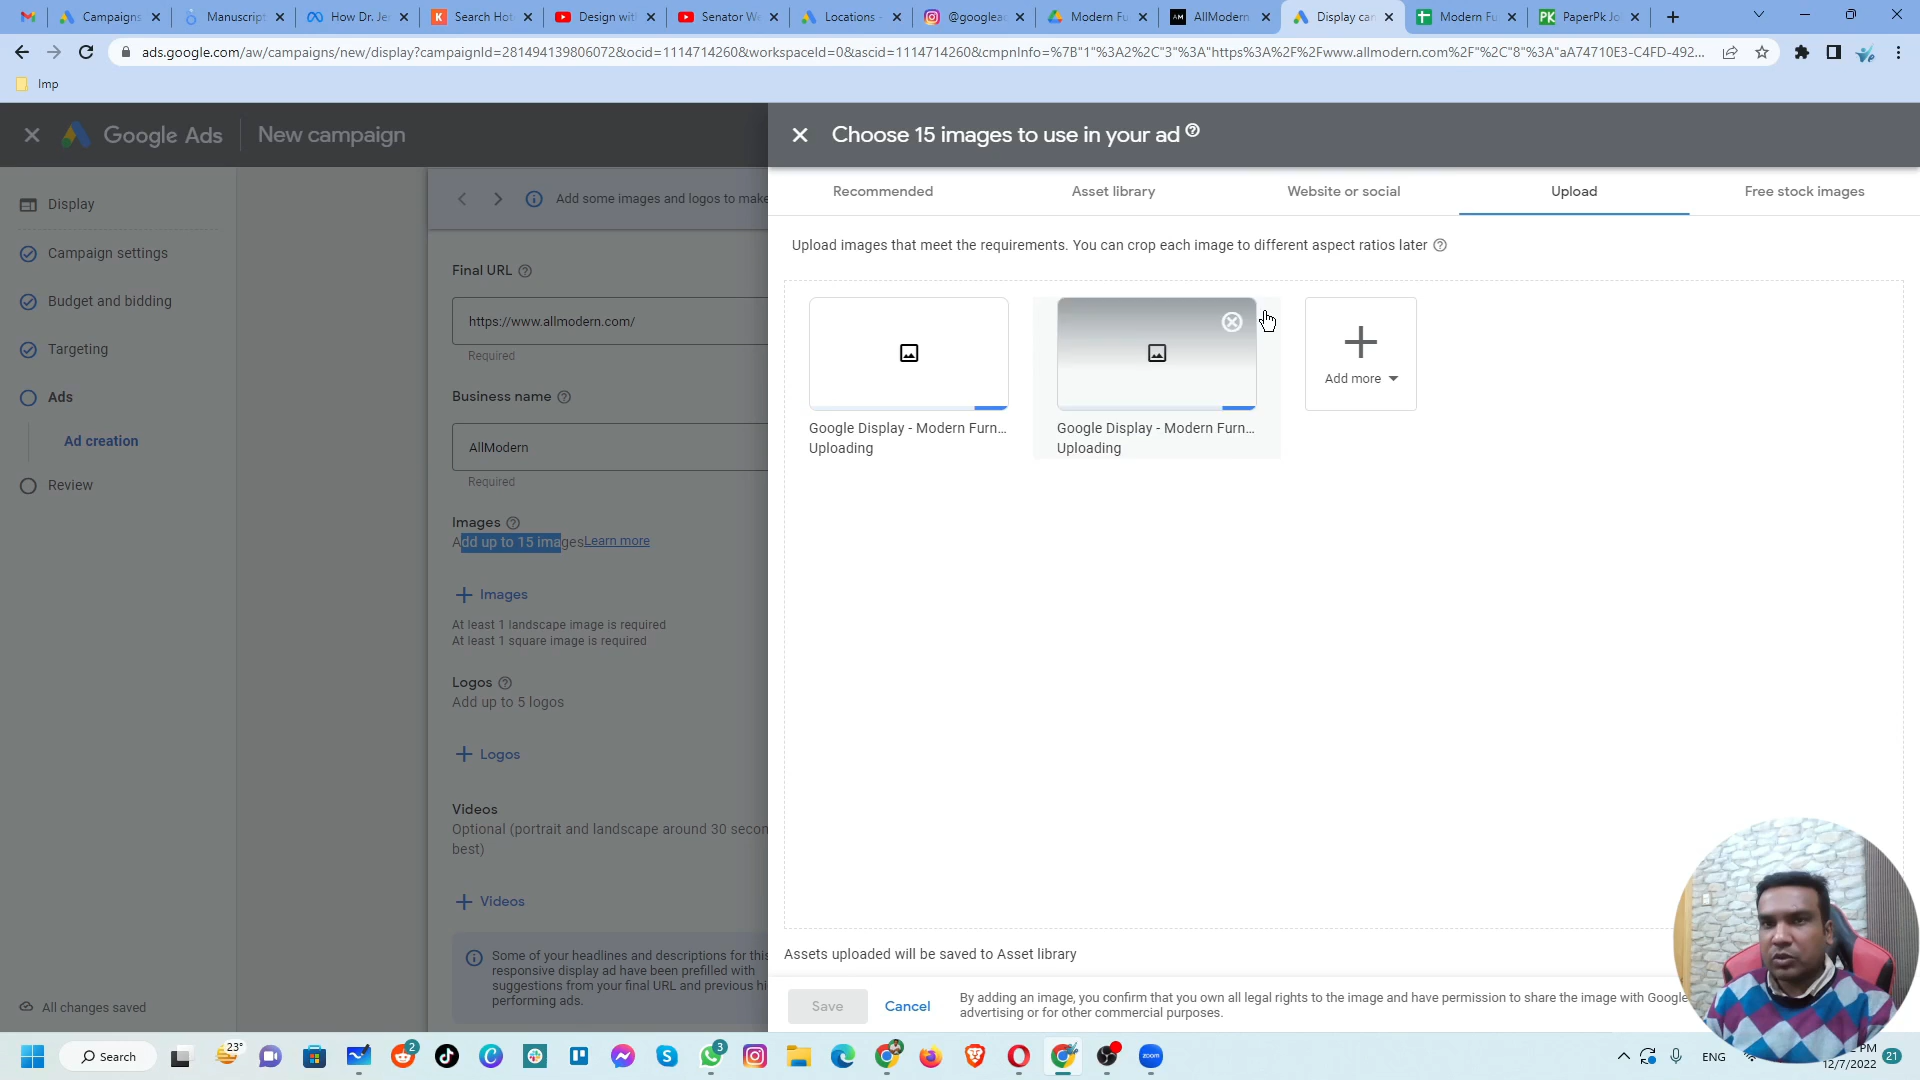 Campaigns
Manuscript
How Dr. Je
Search Hot
Design with
Senator We
Locations -
@googlead
Modern Fu
AllModern
Display car
Modern Fu
PaperPk Jo
ads.google.com/aw/campaigns/new/display?campaignId=281494139806072&ocid=1114714260&workspaceId=0&ascid=1114714260&cmpnInfo=%7B"1"%3A2%2C"3"%3A"https%3A%2F%2Fwww.allmodern.com%2F"%2C"8"%3A"aA74710E3-C4FD-492...
Imp
Google Ads
New campaign
Choose 15 images to use in your ad
Display
Campaign settings
Budget and bidding
Targeting
Ads
Ad creation
Review
All changes saved
Add some images and logos to make
Final URL
https://www.allmodern.com/
Required
Business name
AllModern
Required
Images
Add up to 15 images Learn more
Images
At least 1 landscape image is required
At least 1 square image is required
Logos
Add up to 5 logos
Logos
Videos
Optional (portrait and landscape around 30 secon
best)
Videos
Some of your headlines and descriptions for this
responsive display ad have been prefilled with
suggestions from your final URL and previous hi
performing ads.
Recommended
Asset library
Website or social
Upload
Free stock images
Upload images that meet the requirements. You can crop each image to different aspect ratios later
Google Display - Modern Furn...
Uploading
Google Display - Modern Furn...
Uploading
Add more
Assets uploaded will be saved to Asset library
Save
Cancel
By adding an image, you confirm that you own all legal rights to the image and have permission to share the image with Google
advertising or for other commercial purposes.
23°
Search
2
3
zoom
ENG
PM
12/7/2022
21